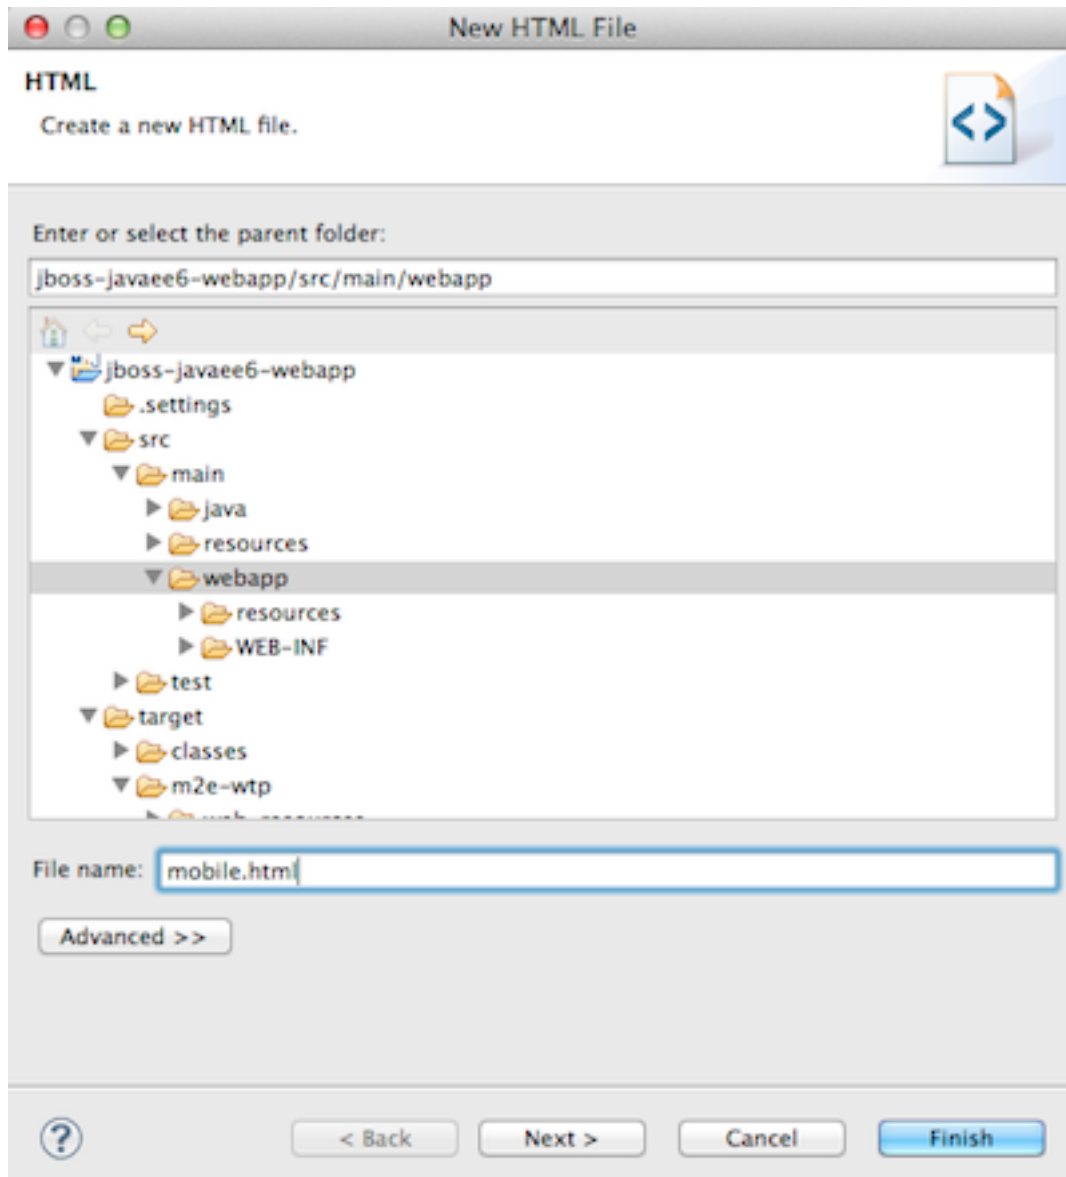 New HTML File
HTML
Create a new HTML file.
Enter or select the parent folder:
jboss-javaee6-webapp/src/main/webapp
jboss-javaee6-webapp
.settings
src
main
java
resources
webapp
resources
WEB-INF
test
target
classes
m2e-wtp
File name: mobile.html
Advanced >>
< Back Next > Cancel Finish